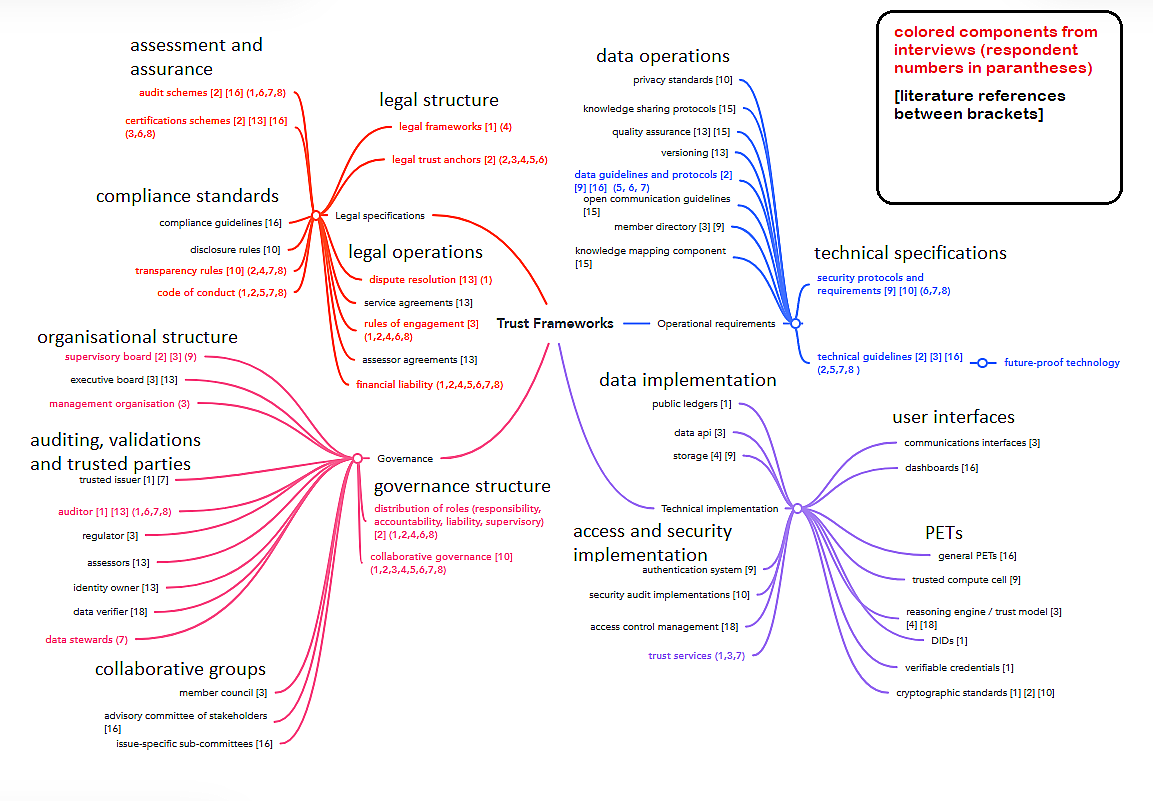 assessment and
assurance
audit schemes [2] [16] (1,6,7,8)
certifications schemes [2] [13] [16]
(3,6,8)
legal structure
legal frameworks [1] (4)
legal trust anchors [2] (2,3,4,5,6)
compliance standards
compliance guidelines [16]
disclosure rules [10]
transparency rules [10] (2,4,7,8)
code of conduct (1,2,5,7,8)
Legal specifications
legal operations
dispute resolution [13] (1)
service agreements [13]
rules of engagement [3]
(1,2,4,6,8)
assessor agreements [13]
financial liability (1,2,4,5,6,7,8)
organisational structure
supervisory board [2] [3] (9)
executive board [3] [13]
management organisation (3)
auditing, validations
and trusted parties
trusted issuer [1] [7]
auditor [1] [13] (1,6,7,8)
regulator [3]
assessors [13]
identity owner [13]
data verifier [18]
data stewards (7)
Governance
governance structure
distribution of roles (responsibility,
accountability, liability, supervisory)
[2] (1,2,4,6,8)
collaborative governance [10]
(1,2,3,4,5,6,7,8)
collaborative groups
member council [3]
advisory committee of stakeholders
[16]
issue-specific sub-committees [16]
Trust Frameworks
data operations
privacy standards [10]
knowledge sharing protocols [15]
quality assurance [13] [15]
versioning [13]
data guidelines and protocols [2]
[9] [16] (5, 6, 7)
open communication guidelines
[15]
member directory [3] [9]
knowledge mapping component
[15]
Operational requirements
technical specifications
security protocols and
requirements [9] [10] (6,7,8)
technical guidelines [2] [3] [16]
(2,5,7,8 )
future-proof technology
data implementation
public ledgers [1]
data api [3]
storage [4] [9]
Technical implementation
access and security
implementation
authentication system [9]
security audit implementations [10]
access control management [18]
trust services (1,3,7)
user interfaces
communications interfaces [3]
dashboards [16]
PETs
general PETs [16]
trusted compute cell [9]
reasoning engine / trust model [3]
[4] [18]
DIDs [1]
verifiable credentials [1]
cryptographic standards [1] [2] [10]
colored components from
interviews (respondent
numbers in parantheses)
[literature references
between brackets]